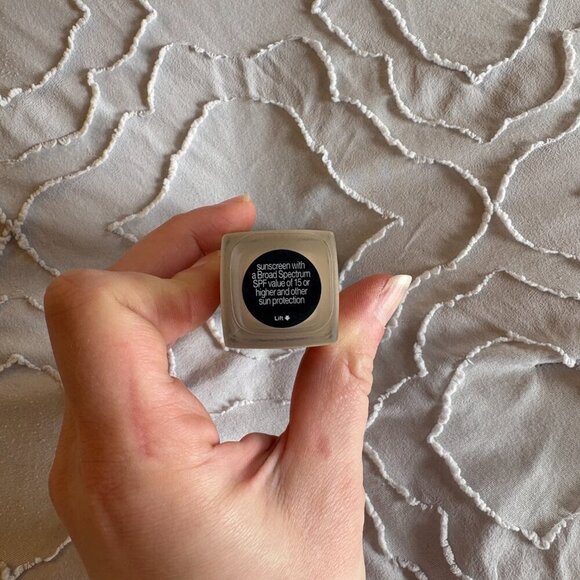 sunscreen with
a Broad Spectrum
SPF value of 15 or
higher and other
sun protection
Lift